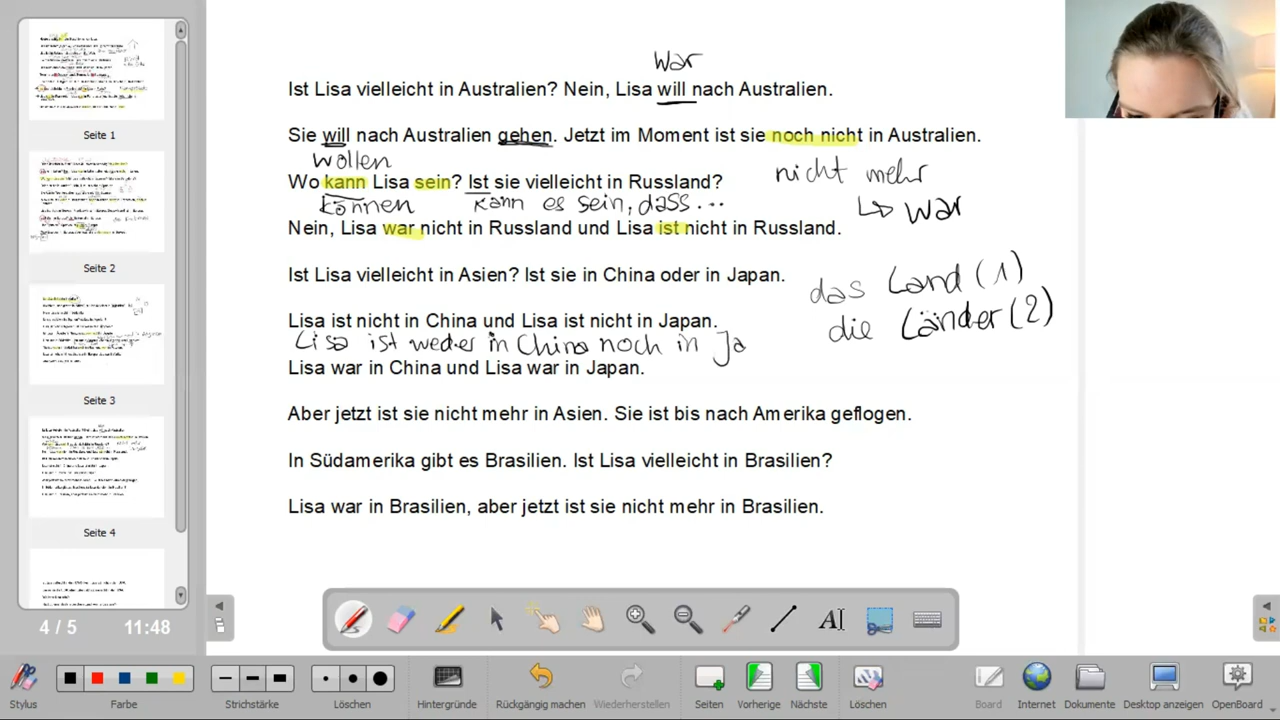 war
Ist Lisa vielleicht in Australien? Nein, Lisa will nach Australien.
Sie will nach Australien gehen. Jetzt im Moment ist sie noch nicht in Australien.
wollen
nicht mehr
Wo kann Lisa sein? Ist sie vielleicht in Russland?
können kann es sein, dass...
↳ war
Nein, Lisa war nicht in Russland und Lisa ist nicht in Russland.
Ist Lisa vielleicht in Asien? Ist sie in China oder in Japan.
das Land (1)
die Länder (2)
Lisa ist nicht in China und Lisa ist nicht in Japan.
Lisa ist weder in China noch in Ja
Lisa war in China und Lisa war in Japan.
Aber jetzt ist sie nicht mehr in Asien. Sie ist bis nach Amerika geflogen.
In Südamerika gibt es Brasilien. Ist Lisa vielleicht in Brasilien?
Lisa war in Brasilien, aber jetzt ist sie nicht mehr in Brasilien.
Seite 1
Seite 2
Seite 3
Seite 4
4 / 5 11:48
Stylus
Farbe
Strichstärke
Löschen
Hintergründe
Rückgängig machen
Wiederherstellen
Seiten
Vorherige
Nächste
Löschen
Board
Internet
Dokumente
Desktop anzeigen
OpenBoard